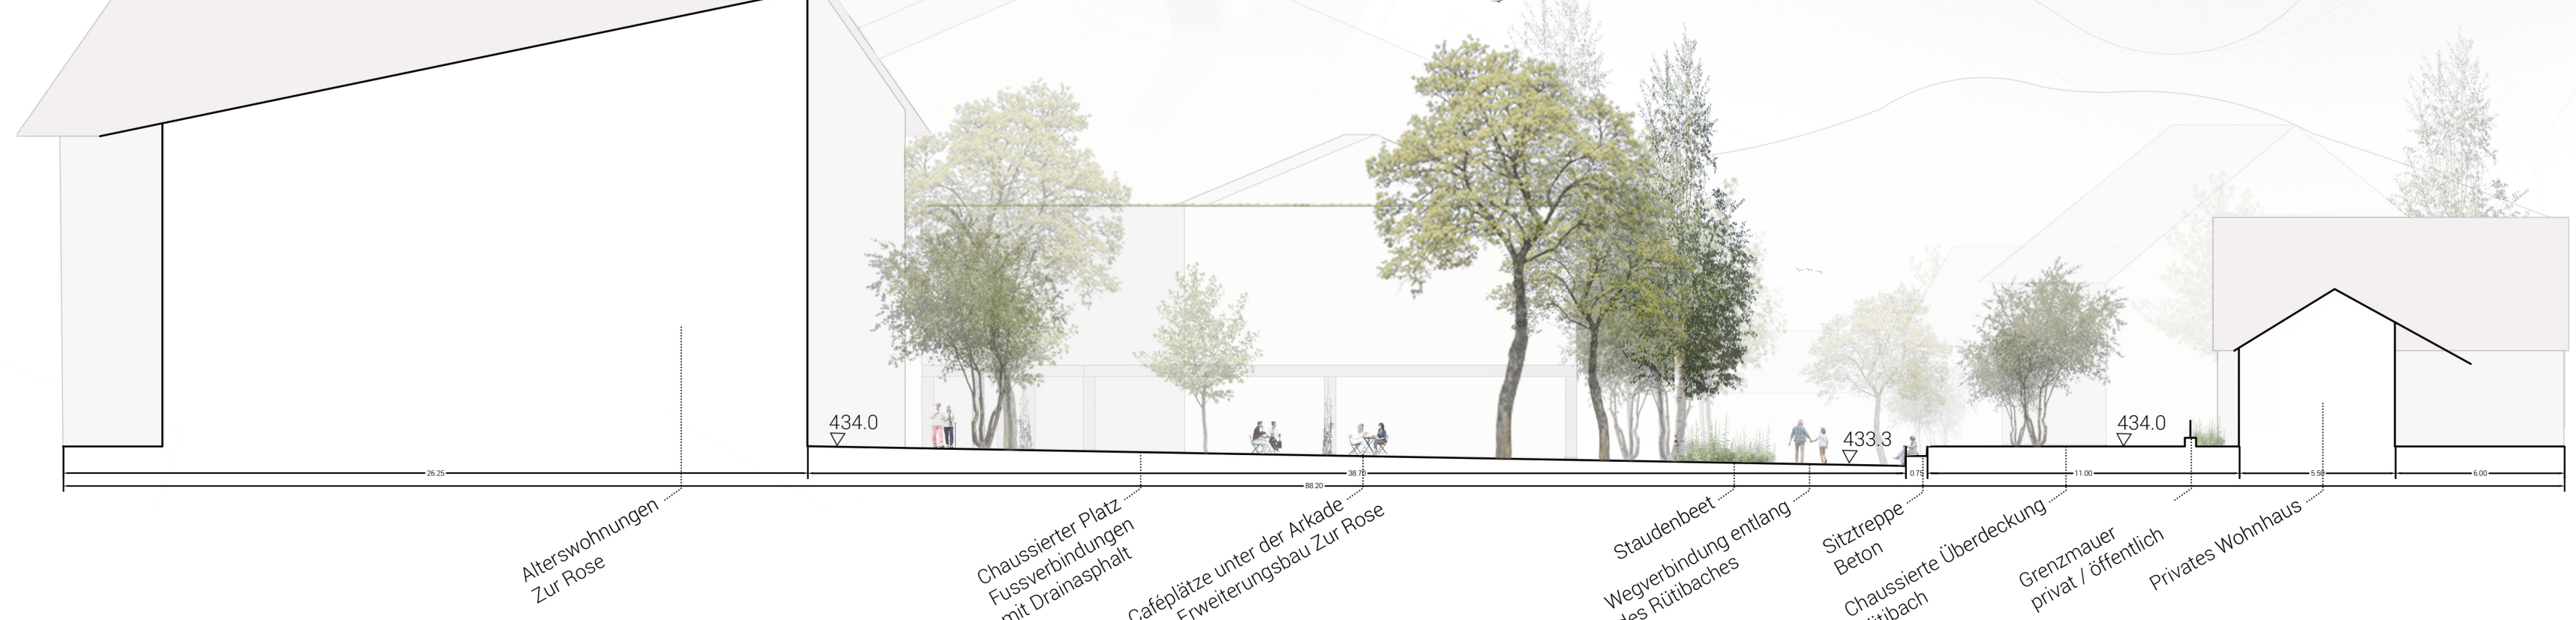 434.0
433.3
434.0
26.25
38.70
0.75
11.00
5.50
6.00
88.20
Alterswohnungen
Zur Rose
Chaussierter Platz
Fussverbindungen
mit Drainasphalt
Caféplätze unter der Arkade
Erweiterungsbau Zur Rose
Staudenbeet
Wegverbindung entlang
des Rütibaches
Sitztreppe
Beton
Chaussierte Überdeckung
Grenzmauer
privat / öffentlich
Privates Wohnhaus